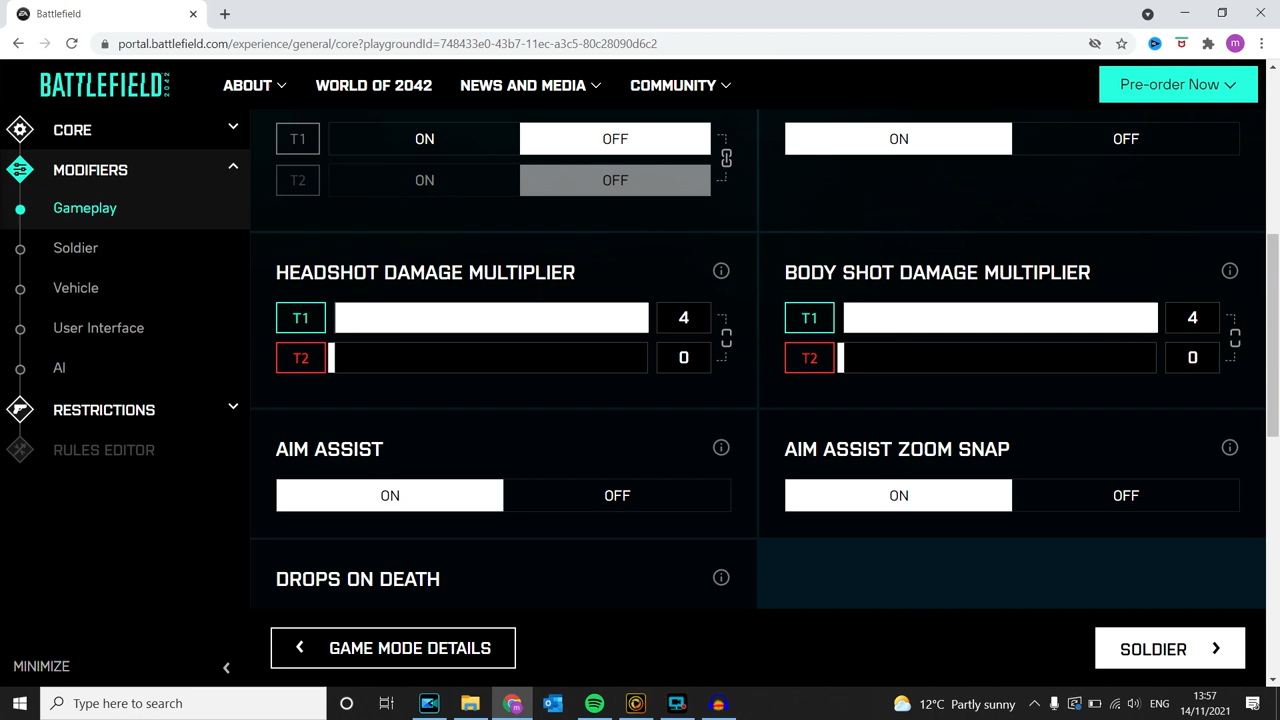 Battlefield
portal.battlefield.com/experience/general/core?playgroundId=74d433a0-43b7-11ec-a3c5-80c28090d6c2
m
BATTLEFIELD 2042
ABOUT
WORLD OF 2042
NEWS AND MEDIA
COMMUNITY
Pre-order Now
CORE
MODIFIERS
Gameplay
Soldier
Vehicle
User Interface
AI
RESTRICTIONS
RULES EDITOR
MINIMIZE
T1 ON OFF
T2 ON OFF
ON OFF
HEADSHOT DAMAGE MULTIPLIER
T1 4
T2 0
BODY SHOT DAMAGE MULTIPLIER
T1 4
T2 0
AIM ASSIST
ON OFF
AIM ASSIST ZOOM SNAP
ON OFF
DROPS ON DEATH
GAME MODE DETAILS
SOLDIER
Type here to search
12°C Partly sunny
ENG
13:57
14/11/2021